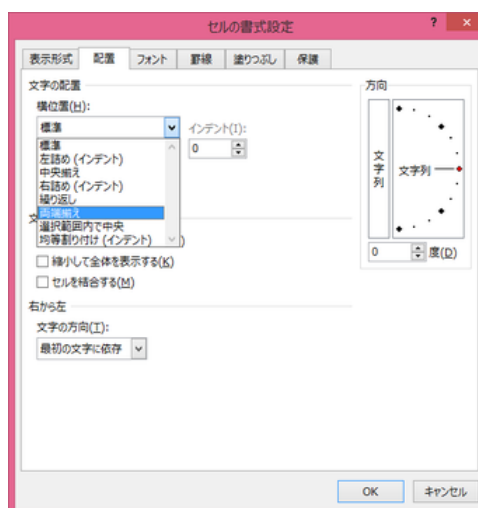 セルの書式設定
?
×
表示形式 配置 フォント 罫線 塗りつぶし 保護
文字の配置
横位置(H):
標準
インデント(I):
0
標準
左詰め (インデント)
中央揃え
右詰め (インデント)
繰り返し
両端揃え
選択範囲内で中央
均等割り付け (インデント)
文
)
縮小して全体を表示する(K)
セルを結合する(M)
右から左
文字の方向(T):
最初の文字に依存
方向
文字列
文字列
0 度(D)
OK
キャンセル